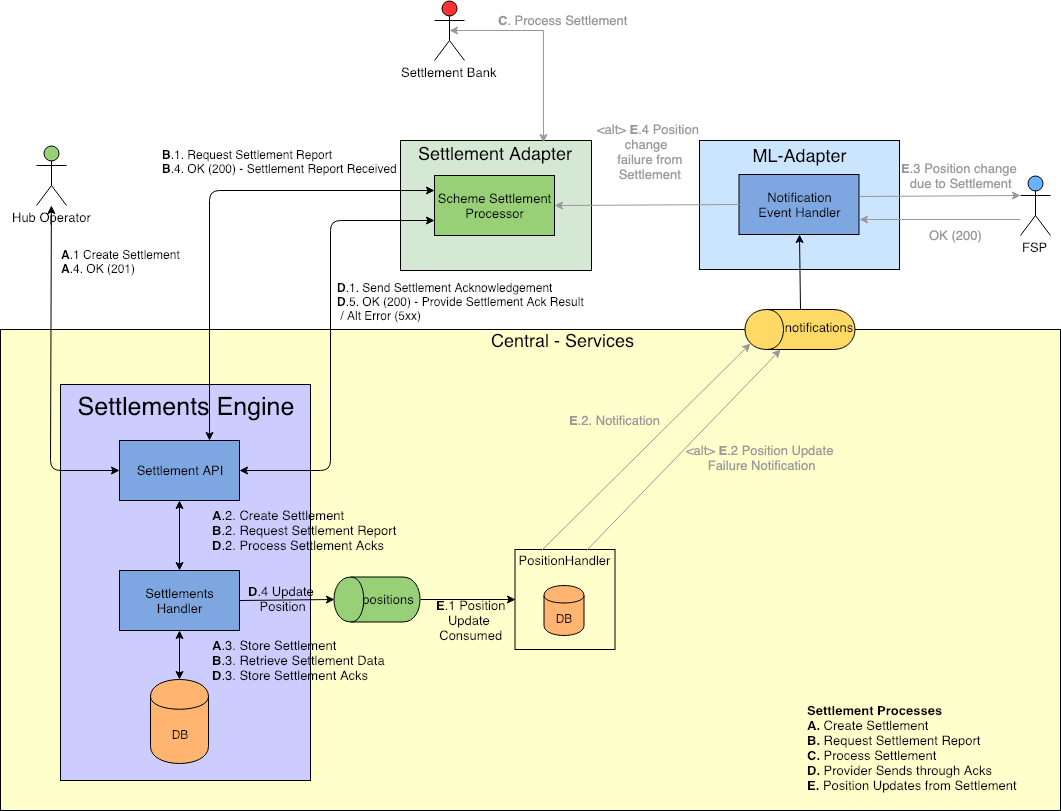 C. Process Settlement
Settlement Bank
Hub Operator
B.1. Request Settlement Report
B.4. OK (200) - Settlement Report Received
Settlement Adapter
Scheme Settlement
Processor
<alt> E.4 Position
change
failure from
Settlement
ML-Adapter
Notification
Event Handler
E.3 Position change
due to Settlement
OK (200)
FSP
A.1 Create Settlement
A.4. OK (201)
D.1. Send Settlement Acknowledgement
D.5. OK (200) - Provide Settlement Ack Result
/ Alt Error (5xx)
notifications
Central - Services
Settlements Engine
Settlement API
E.2. Notification
<alt> E.2 Position Update
Failure Notification
A.2. Create Settlement
B.2. Request Settlement Report
D.2. Process Settlement Acks
Settlements
Handler
D.4 Update
Position
positions
E.1 Position
Update
Consumed
PositionHandler
DB
A.3. Store Settlement
B.3. Retrieve Settlement Data
D.3. Store Settlement Acks
DB
Settlement Processes
A. Create Settlement
B. Request Settlement Report
C. Process Settlement
D. Provider Sends through Acks
E. Position Updates from Settlement